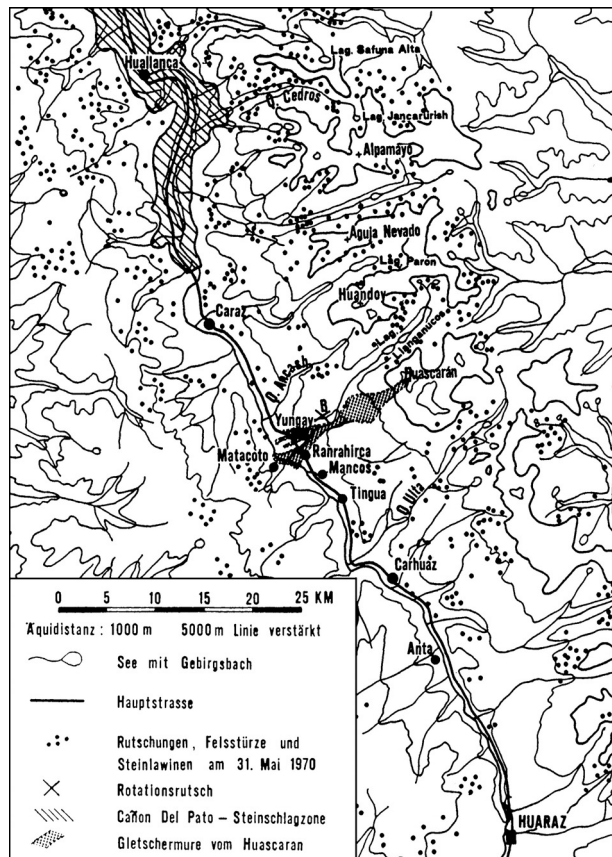 Huallanca
Lag. Safuna Alta
Q. Cedros
Lag. Jancarurish
Alpamayo
Aguja Nevado
Lag. Parón
Huandoy
Caraz
Lag. Llanganucos
Q. Ancash
Huascarán
B
Yungay
Ranrahirca
Matacoto
Mancos
Tingua
Q. Ulta
Carhuaz
Anta
HUARAZ
0 5 10 15 20 25 KM
Äquidistanz : 1000 m 5000 m Linie verstärkt
See mit Gebirgsbach
Hauptstrasse
Rutschungen, Felsstürze und
Steinlawinen am 31. Mai 1970
Rotationsrutsch
Cañon Del Pato – Steinschlagzone
Gletschermure vom Huascaran